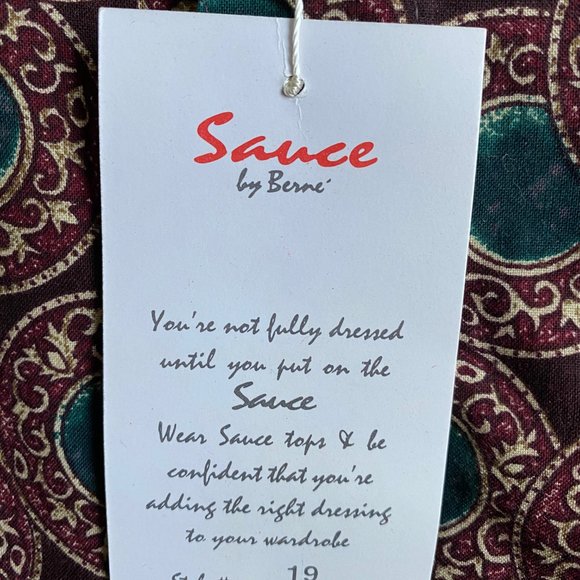 Sauce
by Berné
You're not fully dressed
until you put on the
Sauce
Wear Sauce tops & be
confident that you're
adding the right dressing
to your wardrobe
19